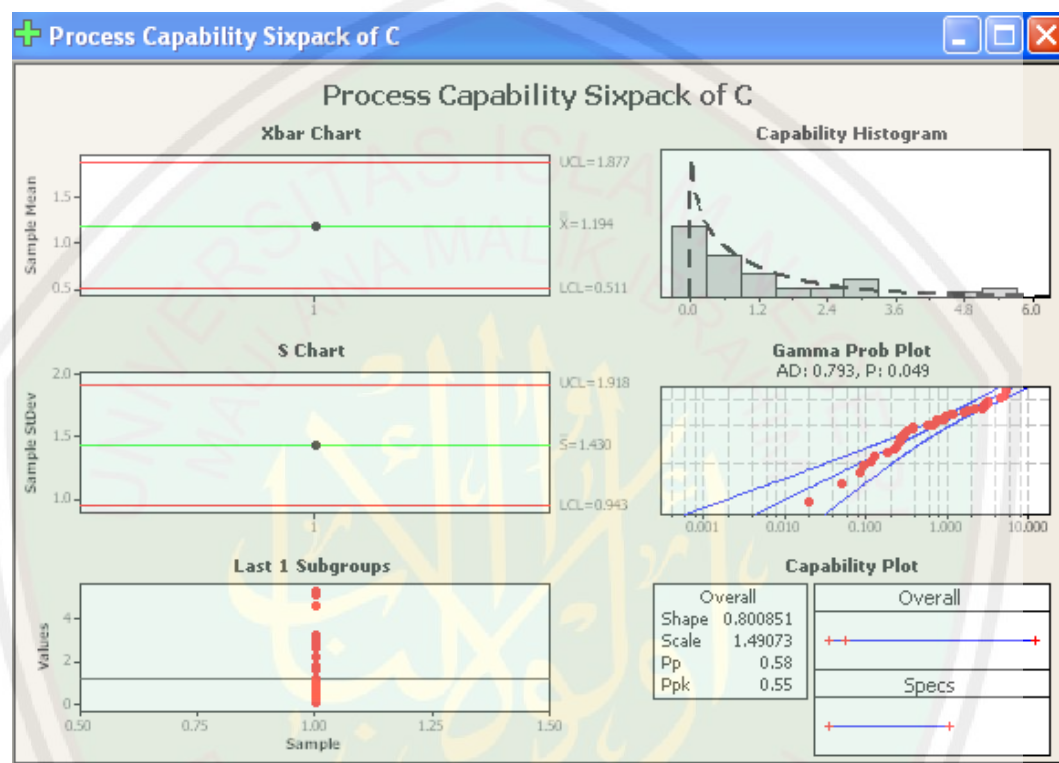 Process Capability Sixpack of C
Process Capability Sixpack of C
Xbar Chart
Sample Mean
1.5
1.0
0.5
UCL=1.877
X=1.194
LCL=0.511
1
Capability Histogram
0.0 1.2 2.4 3.6 4.8 6.0
S Chart
Sample StDev
2.0
1.5
1.0
UCL=1.918
S=1.430
LCL=0.943
1
Gamma Prob Plot
AD: 0.793, P: 0.049
0.001 0.010 0.100 1.000 10.000
Last 1 Subgroups
Values
4
2
0
0.50 0.75 1.00 1.25 1.50
Sample
Capability Plot
Overall
Shape 0.800851
Scale 1.49073
Pp 0.58
Ppk 0.55
Overall
Specs